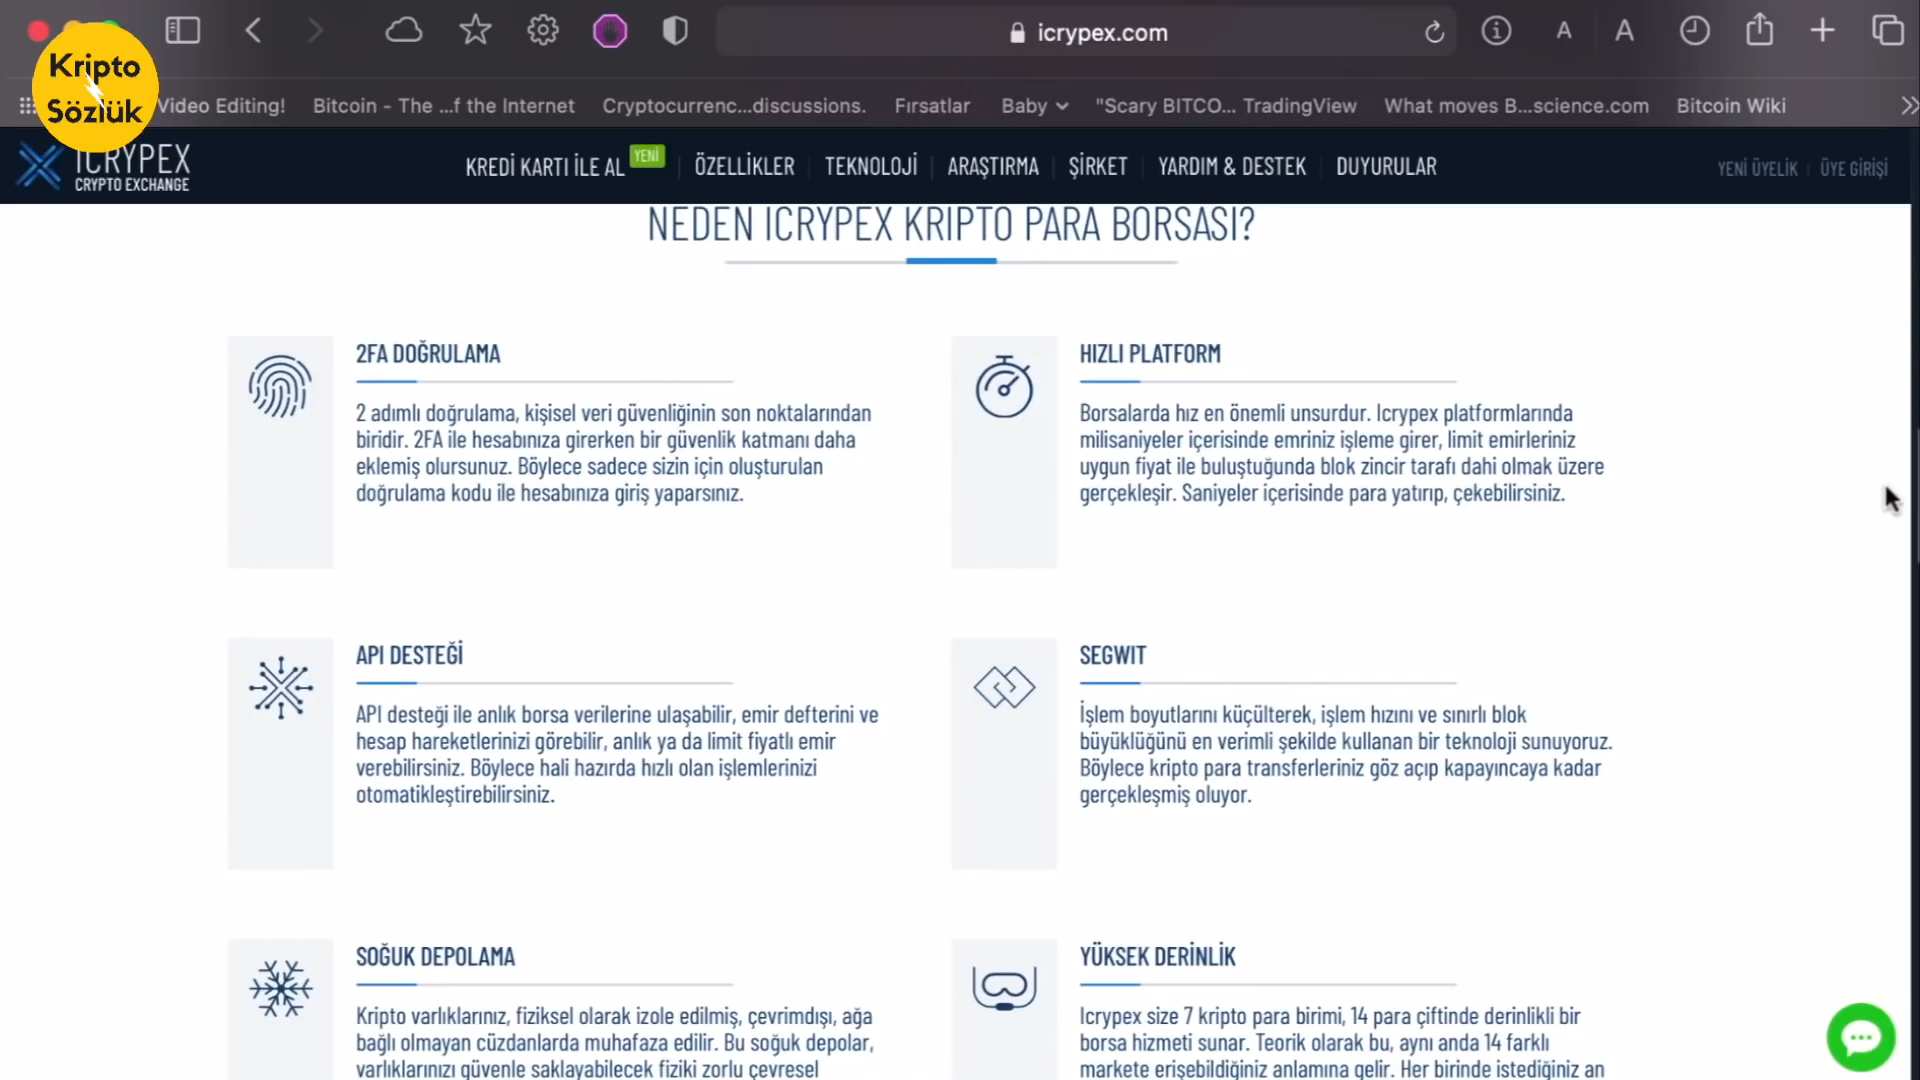 icrypex.com
A
A
Kripto
Sözlük
Video Editing!
Bitcoin - The ...f the Internet
Cryptocurrenc...discussions.
Fırsatlar
Baby
"Scary BITCO... TradingView
What moves B...science.com
Bitcoin Wiki
ICRYPEX
CRYPTO EXCHANGE
KREDİ KARTI İLE AL
YENİ
ÖZELLİKLER
TEKNOLOJİ
ARAŞTIRMA
ŞİRKET
YARDIM & DESTEK
DUYURULAR
YENİ ÜYELİK
ÜYE GİRİŞİ
NEDEN ICRYPEX KRIPTO PARA BORSASI?
2FA DOĞRULAMA
2 adımlı doğrulama, kişisel veri güvenliğinin son noktalarından
biridir. 2FA ile hesabınıza girerken bir güvenlik katmanı daha
eklemiş olursunuz. Böylece sadece sizin için oluşturulan
doğrulama kodu ile hesabınıza giriş yaparsınız.
HIZLI PLATFORM
Borsalarda hız en önemli unsurdur. Icrypex platformlarında
milisaniyeler içerisinde emriniz işleme girer, limit emirleriniz
uygun fiyat ile buluştuğunda blok zincir tarafı dahi olmak üzere
gerçekleşir. Saniyeler içerisinde para yatırıp, çekebilirsiniz.
API DESTEĞİ
API desteği ile anlık borsa verilerine ulaşabilir, emir defterini ve
hesap hareketlerinizi görebilir, anlık ya da limit fiyatlı emir
verebilirsiniz. Böylece hali hazırda hızlı olan işlemlerinizi
otomatikleştirebilirsiniz.
SEGWIT
İşlem boyutlarını küçülterek, işlem hızını ve sınırlı blok
büyüklüğünü en verimli şekilde kullanan bir teknoloji sunuyoruz.
Böylece kripto para transferleriniz göz açıp kapayıncaya kadar
gerçekleşmiş oluyor.
SOĞUK DEPOLAMA
Kripto varlıklarınız, fiziksel olarak izole edilmiş, çevrimdışı, ağa
bağlı olmayan cüzdanlarda muhafaza edilir. Bu soğuk depolar,
varlıklarınızı güvenle saklayabilecek fiziki zorlu çevresel
YÜKSEK DERİNLİK
Icrypex size 7 kripto para birimi, 14 para çiftinde derinlikli bir
borsa hizmeti sunar. Teorik olarak bu, aynı anda 14 farklı
markete erişebildiğiniz anlamına gelir. Her birinde istediğiniz an